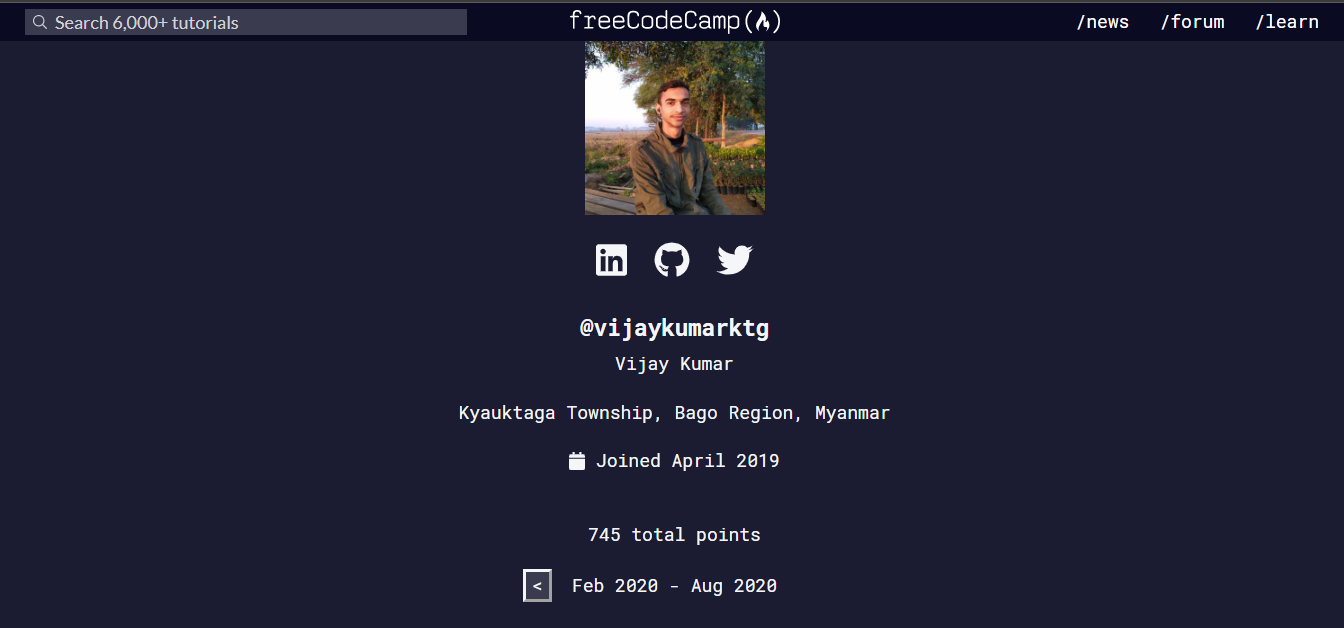 Search 6,000+ tutorials
freeCodeCamp(🔥)
/news /forum /learn
in
@vijaykumarktg
Vijay Kumar
Kyauktaga Township, Bago Region, Myanmar
Joined April 2019
745 total points
< Feb 2020 - Aug 2020